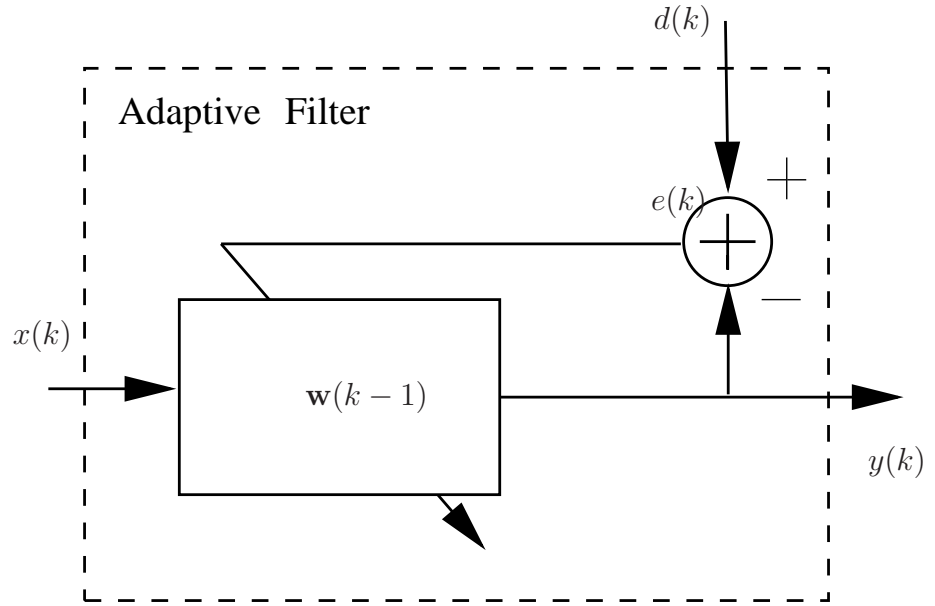 d(k)
Adaptive Filter
+
e(k)
+
—
x(k)
w(k − 1)
y(k)